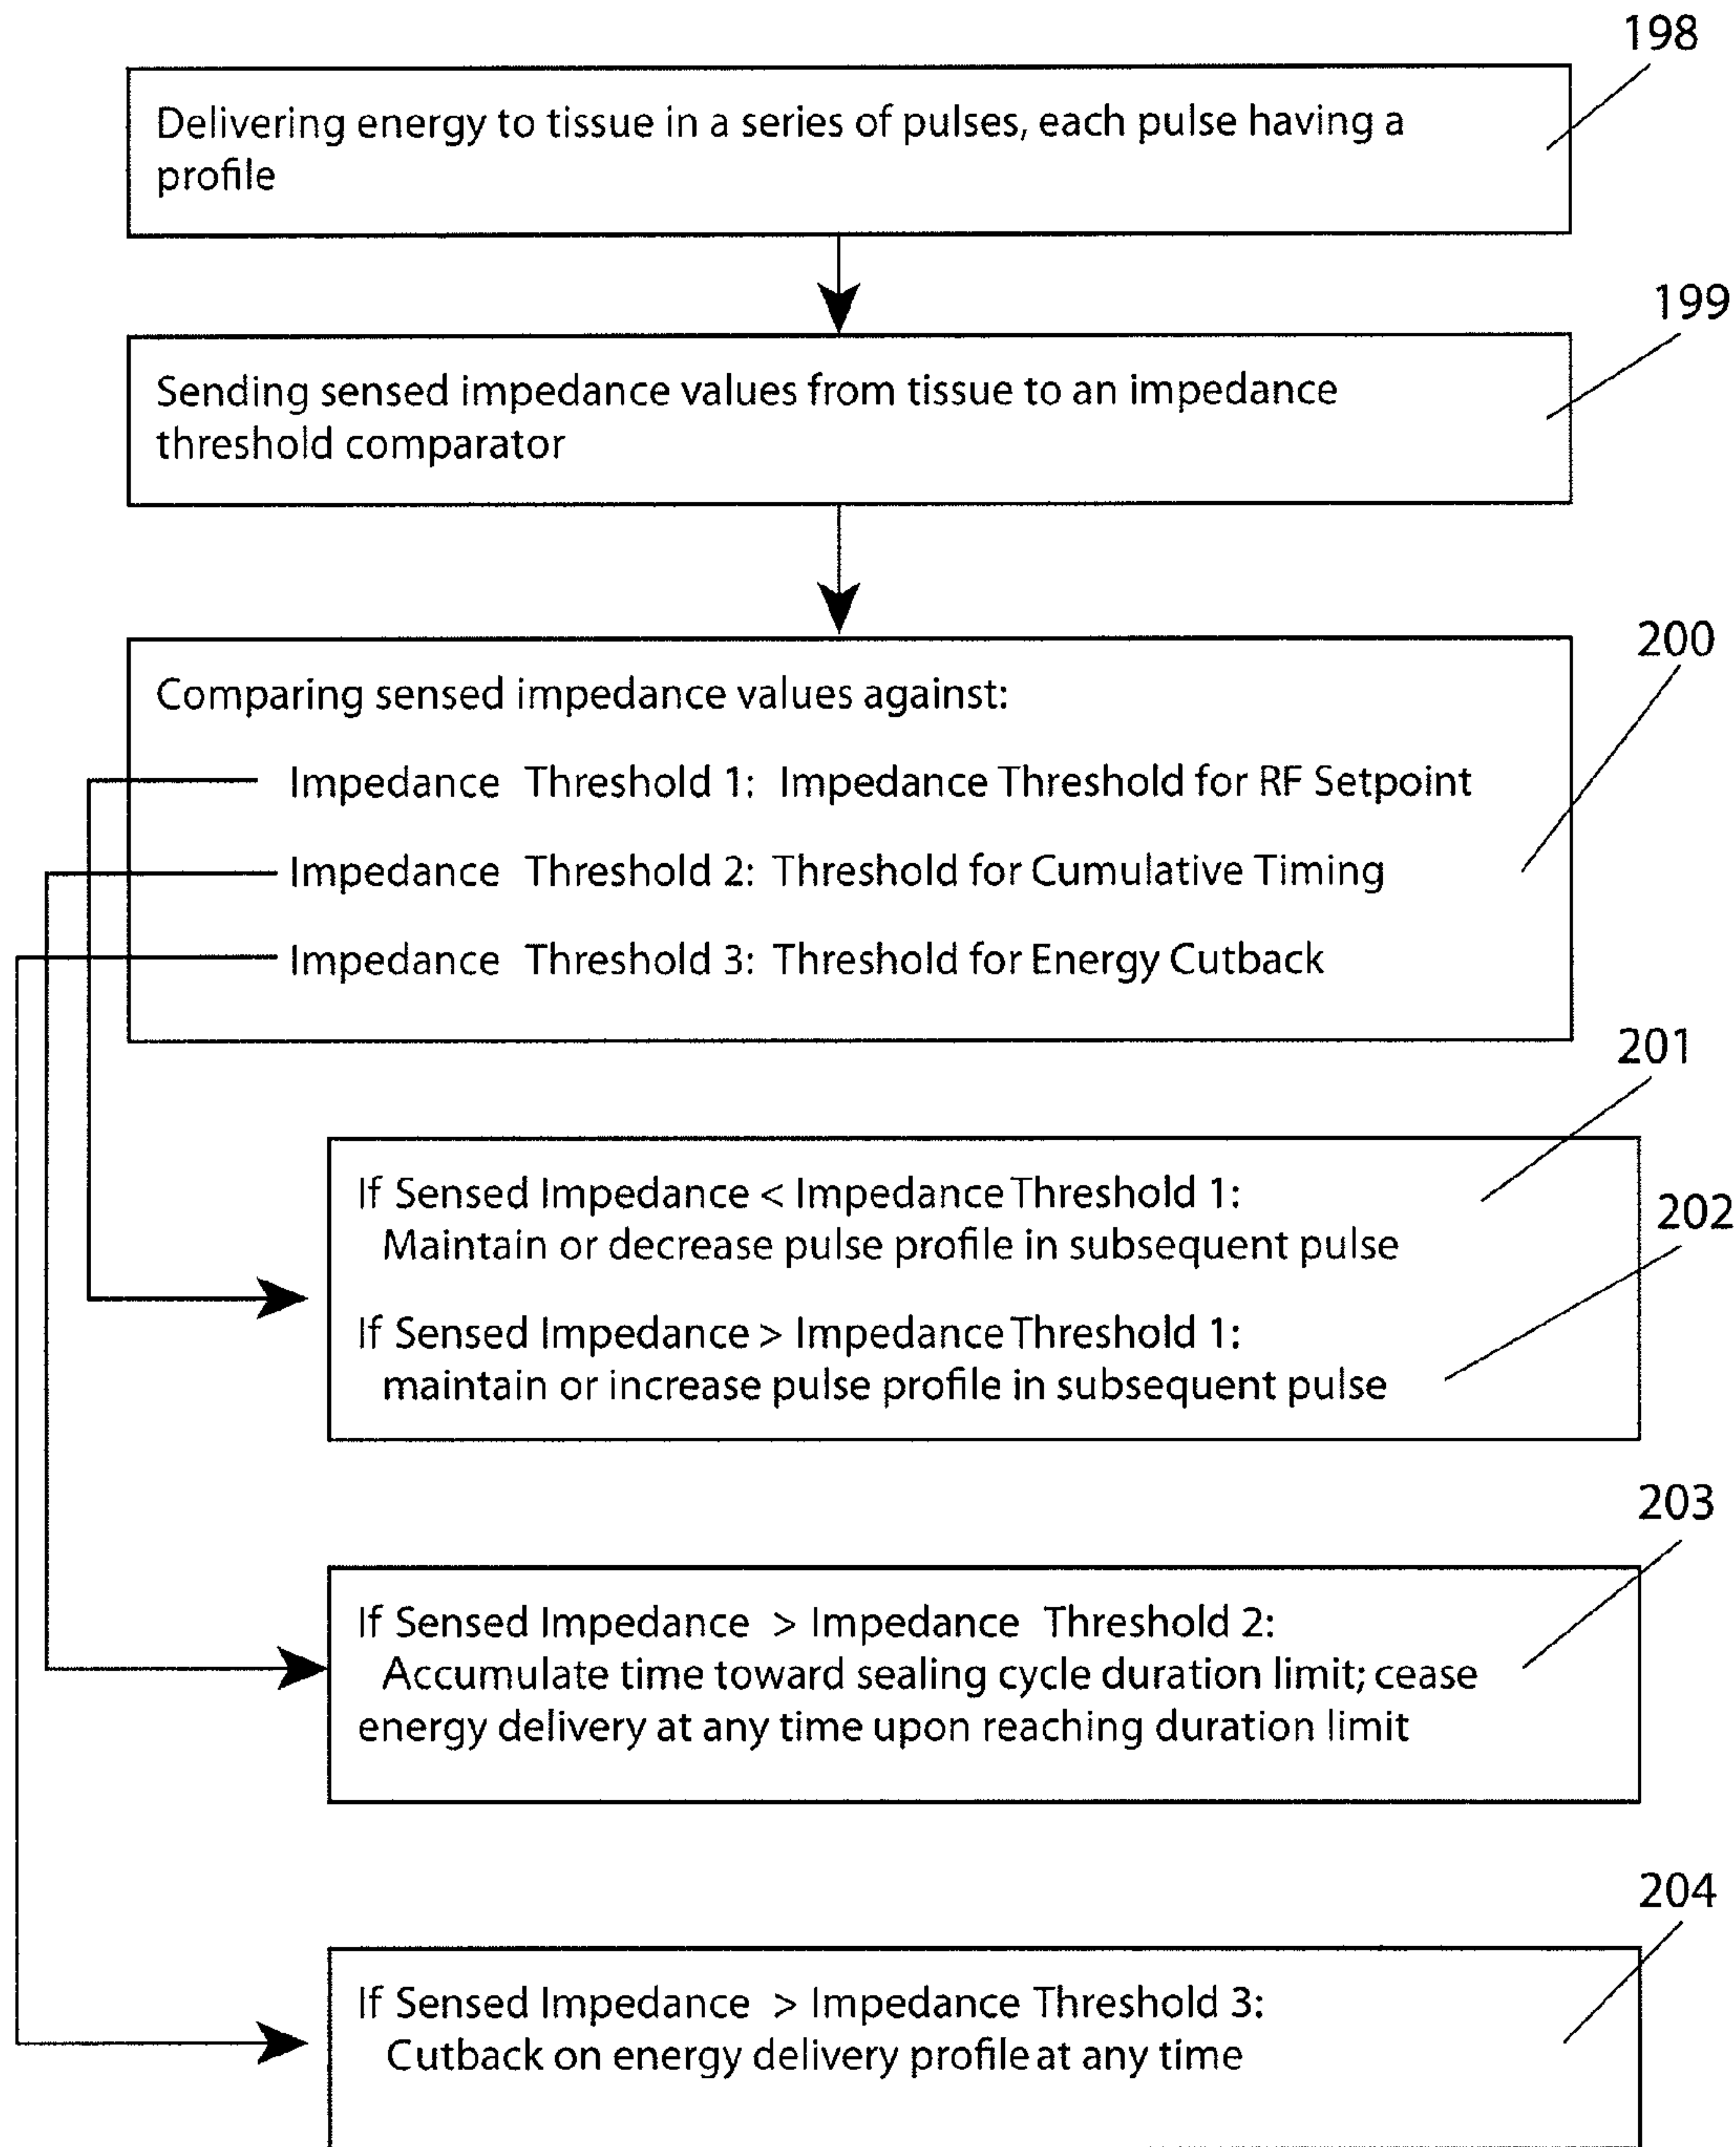 198
Delivering energy to tissue in a series of pulses, each pulse having a
profile
199
Sending sensed impedance values from tissue to an impedance
threshold comparator
200
Comparing sensed impedance values against:
Impedance Threshold 1: Impedance Threshold for RF Setpoint
Impedance Threshold 2: Threshold for Cumulative Timing
Impedance Threshold 3: Threshold for Energy Cutback
201
If Sensed Impedance < Impedance Threshold 1:
Maintain or decrease pulse profile in subsequent pulse
202
If Sensed Impedance > Impedance Threshold 1:
maintain or increase pulse profile in subsequent pulse
203
If Sensed Impedance > Impedance Threshold 2:
Accumulate time toward sealing cycle duration limit; cease
energy delivery at any time upon reaching duration limit
204
If Sensed Impedance > Impedance Threshold 3:
Cutback on energy delivery profile at any time